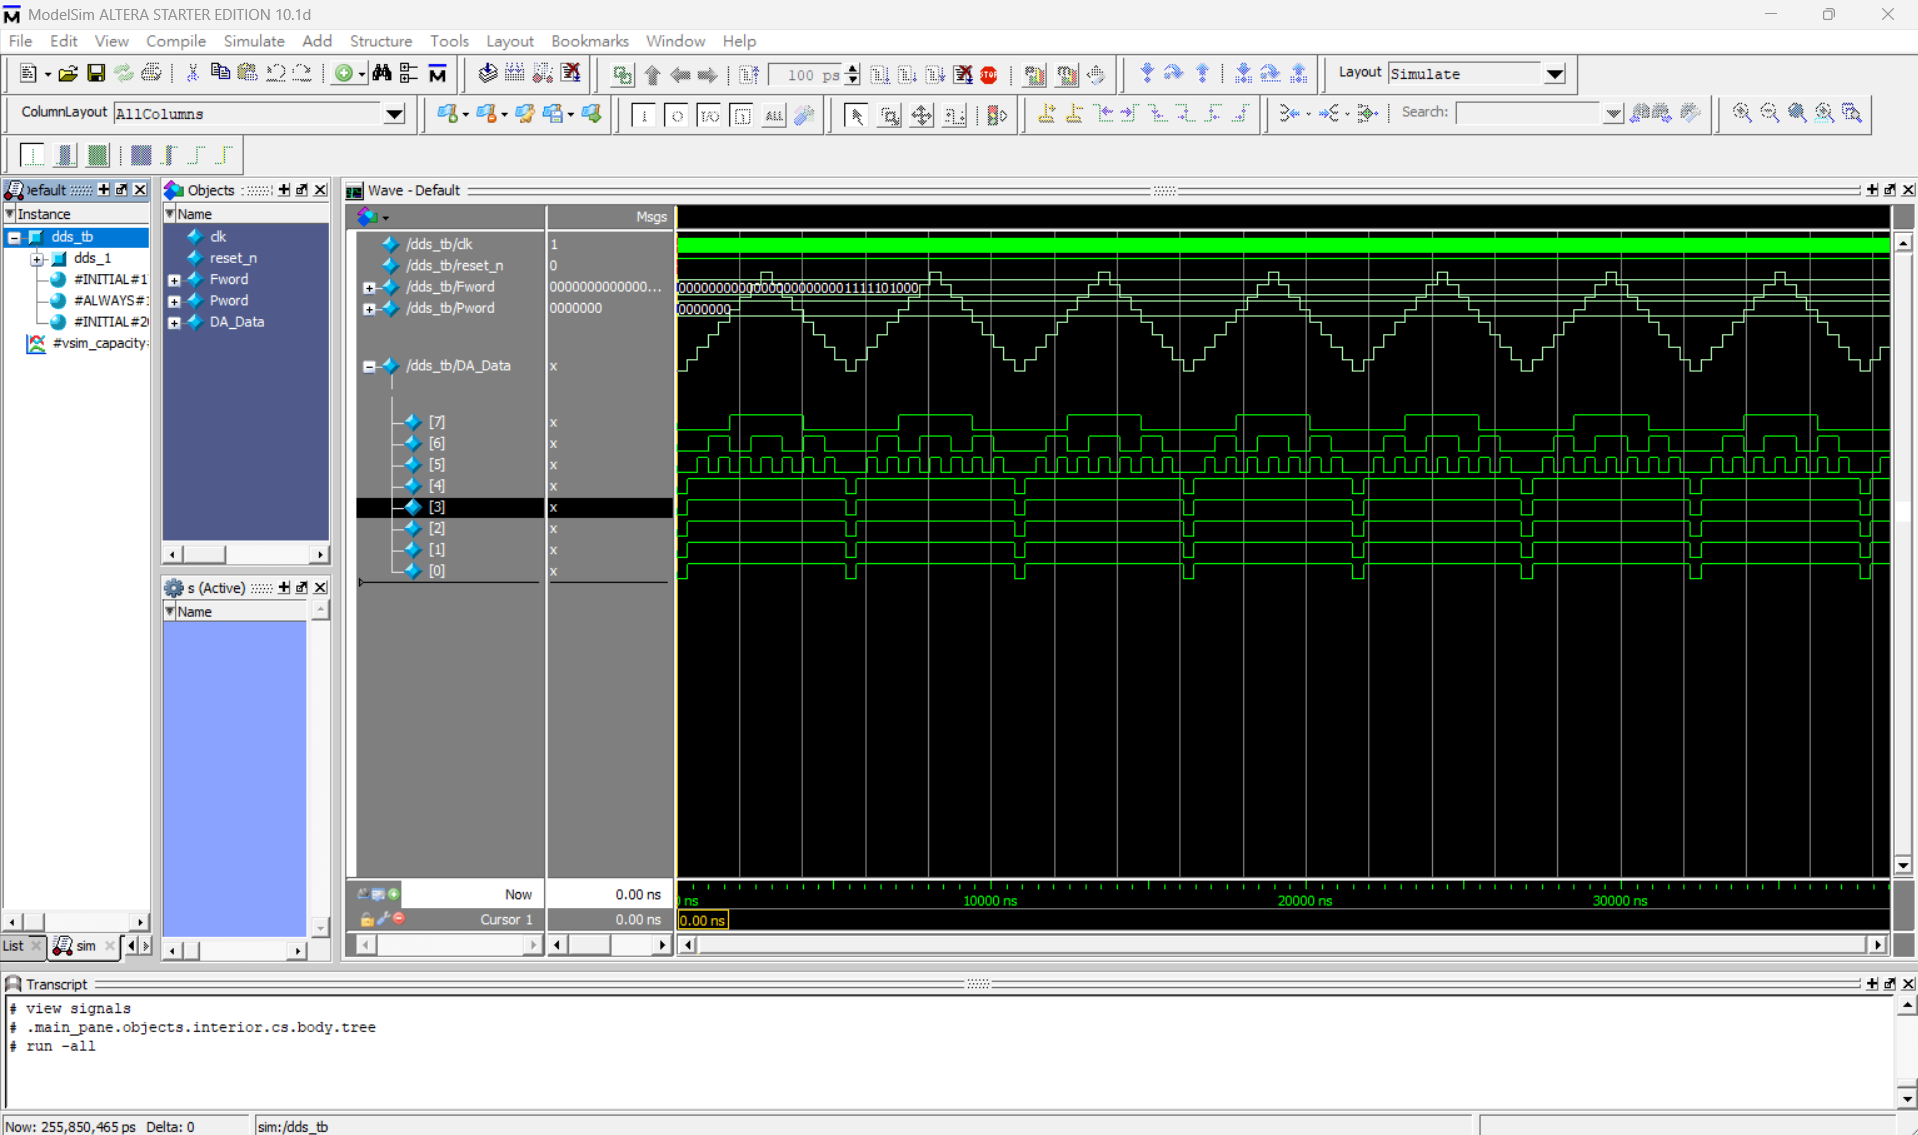 ModelSim ALTERA STARTER EDITION 10.1d
File Edit View Compile Simulate Add Structure Tools Layout Bookmarks Window Help
100 ps
Layout Simulate
ColumnLayout AllColumns
ALL
Search:
Default
Instance
dds_tb
dds_1
#INITIAL#1
#ALWAYS#
#INITIAL#2
#vsim_capacity
List
sim
Objects
Name
clk
reset_n
Fword
Pword
DA_Data
s (Active)
Name
Wave - Default
Msgs
/dds_tb/clk 1
/dds_tb/reset_n 0
/dds_tb/Fword 0000000000000...
/dds_tb/Pword 0000000
0000000
/dds_tb/DA_Data x
[7] x
[6] x
[5] x
[4] x
[3] x
[2] x
[1] x
[0] x
Now 0.00 ns
ns 10000 ns 20000 ns 30000 ns
Cursor 1 0.00 ns
0.00 ns
Transcript
# view signals
# .main_pane.objects.interior.cs.body.tree
# run -all
Now: 255,850,465 ps Delta: 0
sim:/dds_tb